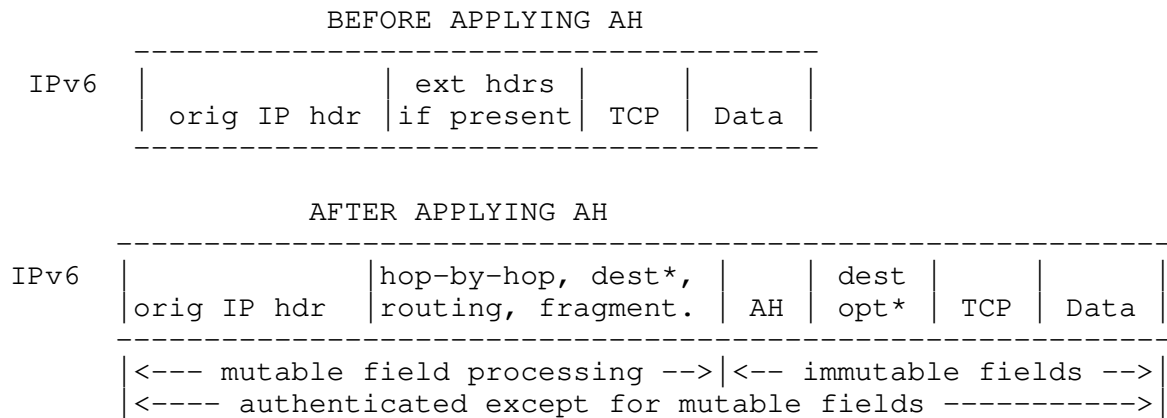 BEFORE APPLYING AH
---------------------------------------
IPv6 | | ext hdrs | | |
| orig IP hdr |if present| TCP | Data |
---------------------------------------
AFTER APPLYING AH
------------------------------------------------------------
IPv6 | |hop-by-hop, dest*, | | dest | | |
|orig IP hdr |routing, fragment. | AH | opt* | TCP | Data |
------------------------------------------------------------
|<--- mutable field processing -->|<-- immutable fields -->|
|<---- authenticated except for mutable fields ----------->|